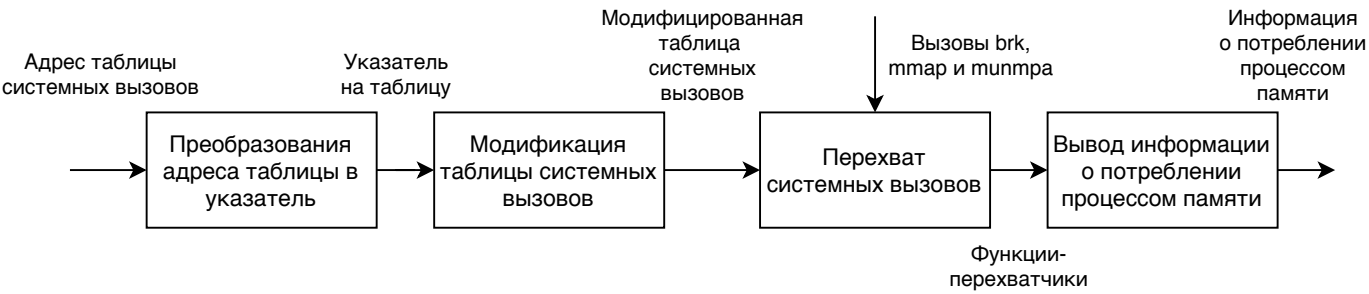 Адрес таблицы
системных вызовов
Преобразования
адреса таблицы в
указатель
Указатель
на таблицу
Модификация
таблицы системных
вызовов
Модифицированная
таблица
системных
вызовов
Вызовы brk,
mmap и munmpa
Перехват
системных вызовов
Функции-
перехватчики
Вывод информации
о потреблении
процессом памяти
Информация
о потреблении
процессом
памяти